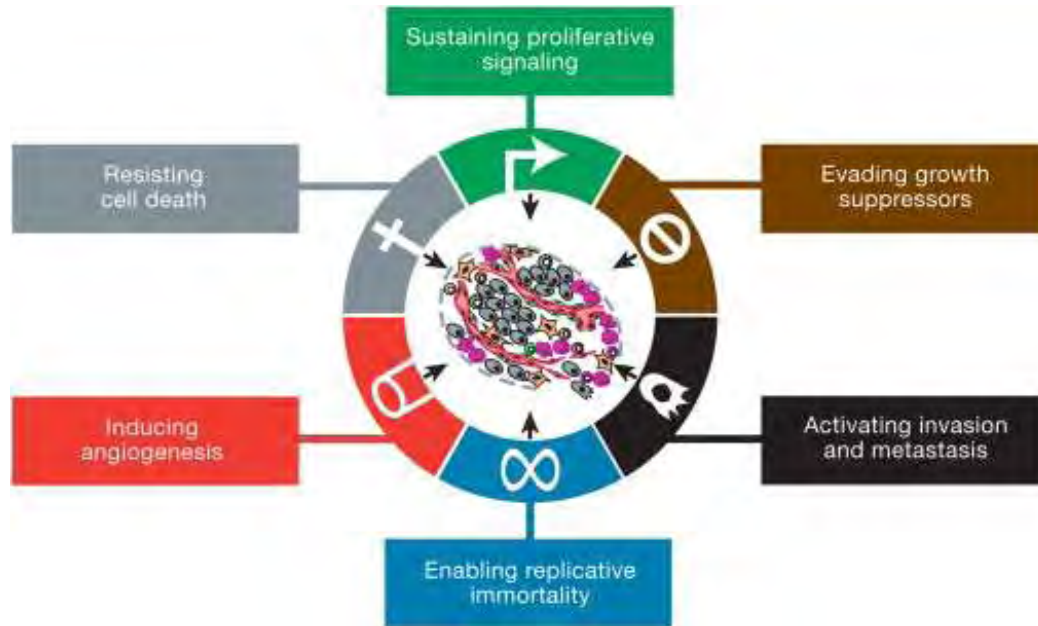 Sustaining proliferative
signaling
Resisting
cell death
Evading growth
suppressors
Inducing
angiogenesis
Activating invasion
and metastasis
Enabling replicative
immortality